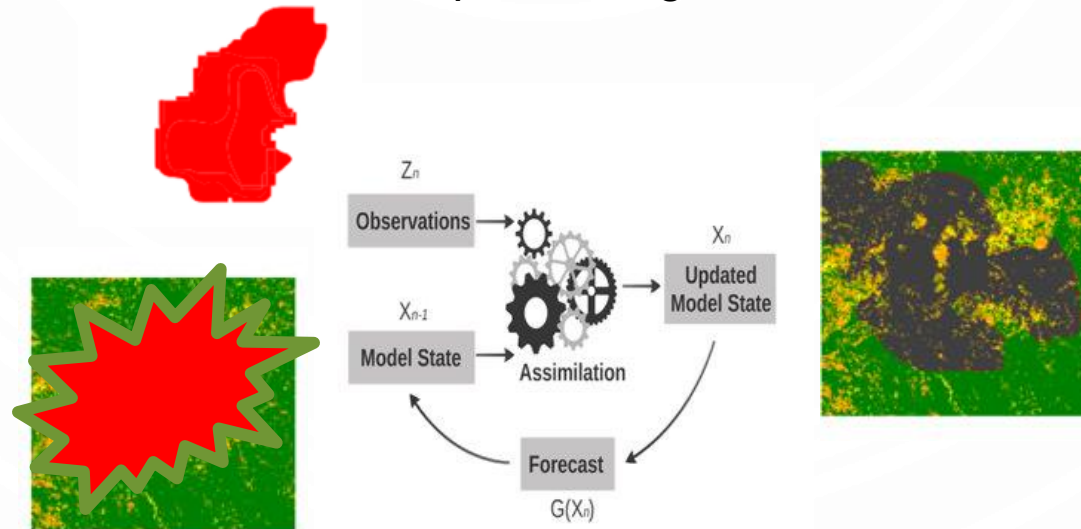 Zn
Observations
Xn-1
Model State
Assimilation
Xn
Updated
Model State
Forecast
G(Xn)